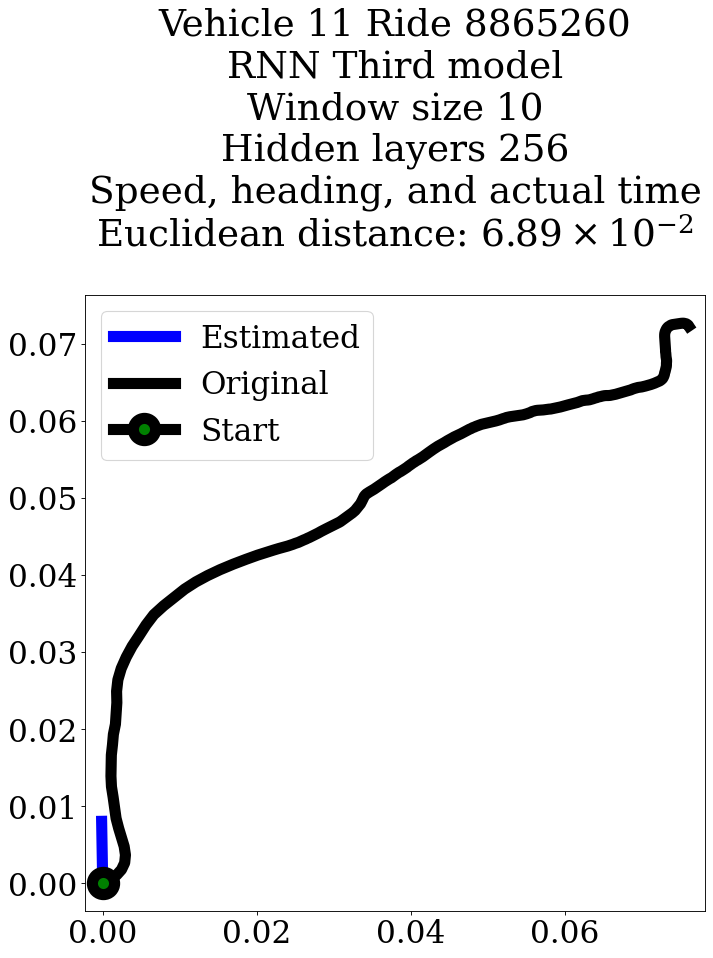 Vehicle 11 Ride 8865260
RNN Third model
Window size 10
Hidden layers 256
Speed, heading, and actual time
Euclidean distance: 6.89 × 10⁻²
Estimated
Original
Start
0.07
0.06
0.05
0.04
0.03
0.02
0.01
0.00
0.00 0.02 0.04 0.06